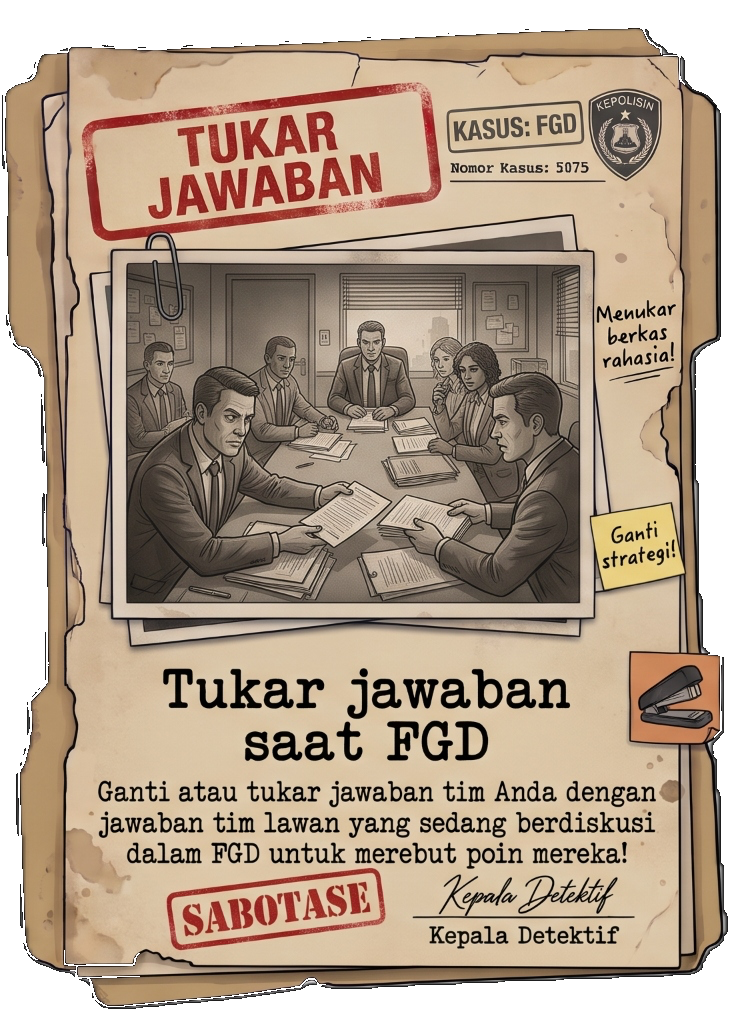 TUKAR
JAWABAN
KASUS: FGD
KEPOLISIN
Nomor Kasus: 5075
Menukar
berkas
rahasia!
Ganti
strategi!
Tukar jawaban
saat FGD
Ganti atau tukar jawaban tim Anda dengan
jawaban tim lawan yang sedang berdiskusi
dalam FGD untuk merebut poin mereka!
SABOTASE
Kepala Detektif
Kepala Detektif